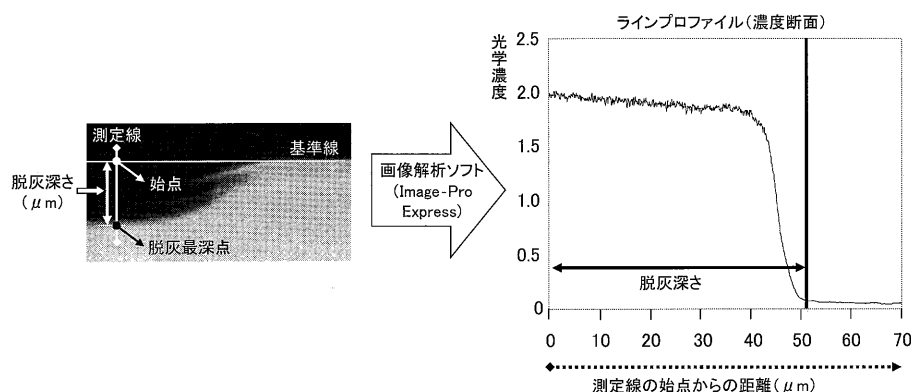 測定線
基準線
脱灰深さ
(μm)
始点
脱灰最深点
画像解析ソフト
(Image-Pro
Express)
ラインプロファイル(濃度断面)
光学濃度
2.5
2.0
1.5
1.0
0.5
0
0 10 20 30 40 50 60 70
脱灰深さ
測定線の始点からの距離(μm)